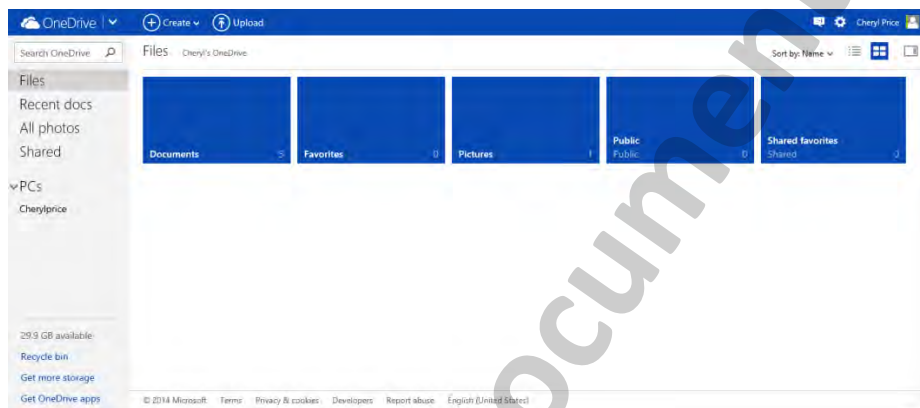 OneDrive
Create
Upload
Cheryl Price
Search OneDrive
Files
Cheryl's OneDrive
Sort by: Name
Files
Recent docs
All photos
Shared
PCs
Cherylprice
Documents 5
Favorites 0
Pictures 1
Public
Public 0
Shared favorites
Shared 0
29.9 GB available
Recycle bin
Get more storage
Get OneDrive apps
© 2014 Microsoft Terms Privacy & cookies Developers Report abuse English (United States)
ocument